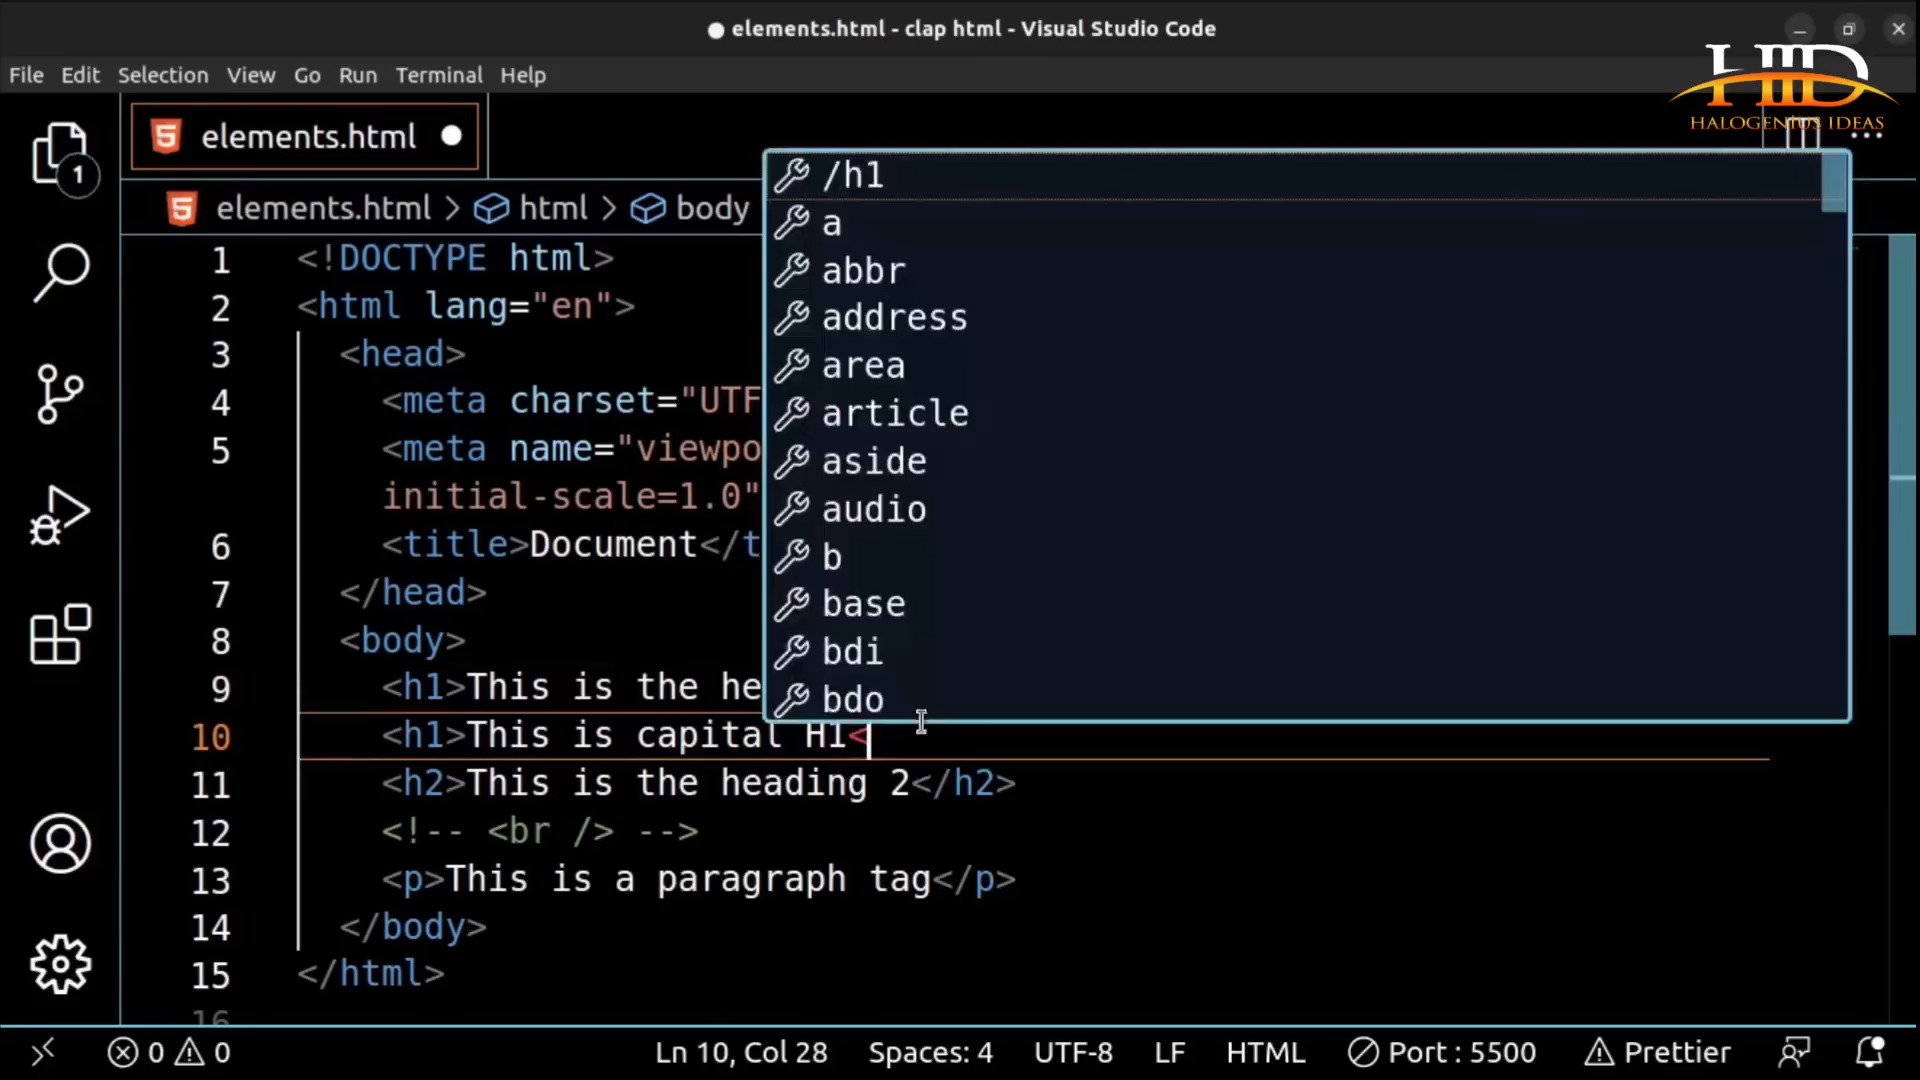 elements.html - clap html - Visual Studio Code
File Edit Selection View Go Run Terminal Help
HID
HALOGENIUS IDEAS
1
elements.html
elements.html > html > body
/h1
a
abbr
address
area
article
aside
audio
b
base
bdi
bdo
1 <!DOCTYPE html>
2 <html lang="en">
3 <head>
4 <meta charset="UTF
5 <meta name="viewpo
initial-scale=1.0"
6 <title>Document</t
7 </head>
8 <body>
9 <h1>This is the he
10 <h1>This is capital H1<
11 <h2>This is the heading 2</h2>
12 <!-- <br /> -->
13 <p>This is a paragraph tag</p>
14 </body>
15 </html>
16
0 0 Ln 10, Col 28 Spaces: 4 UTF-8 LF HTML Port : 5500 Prettier